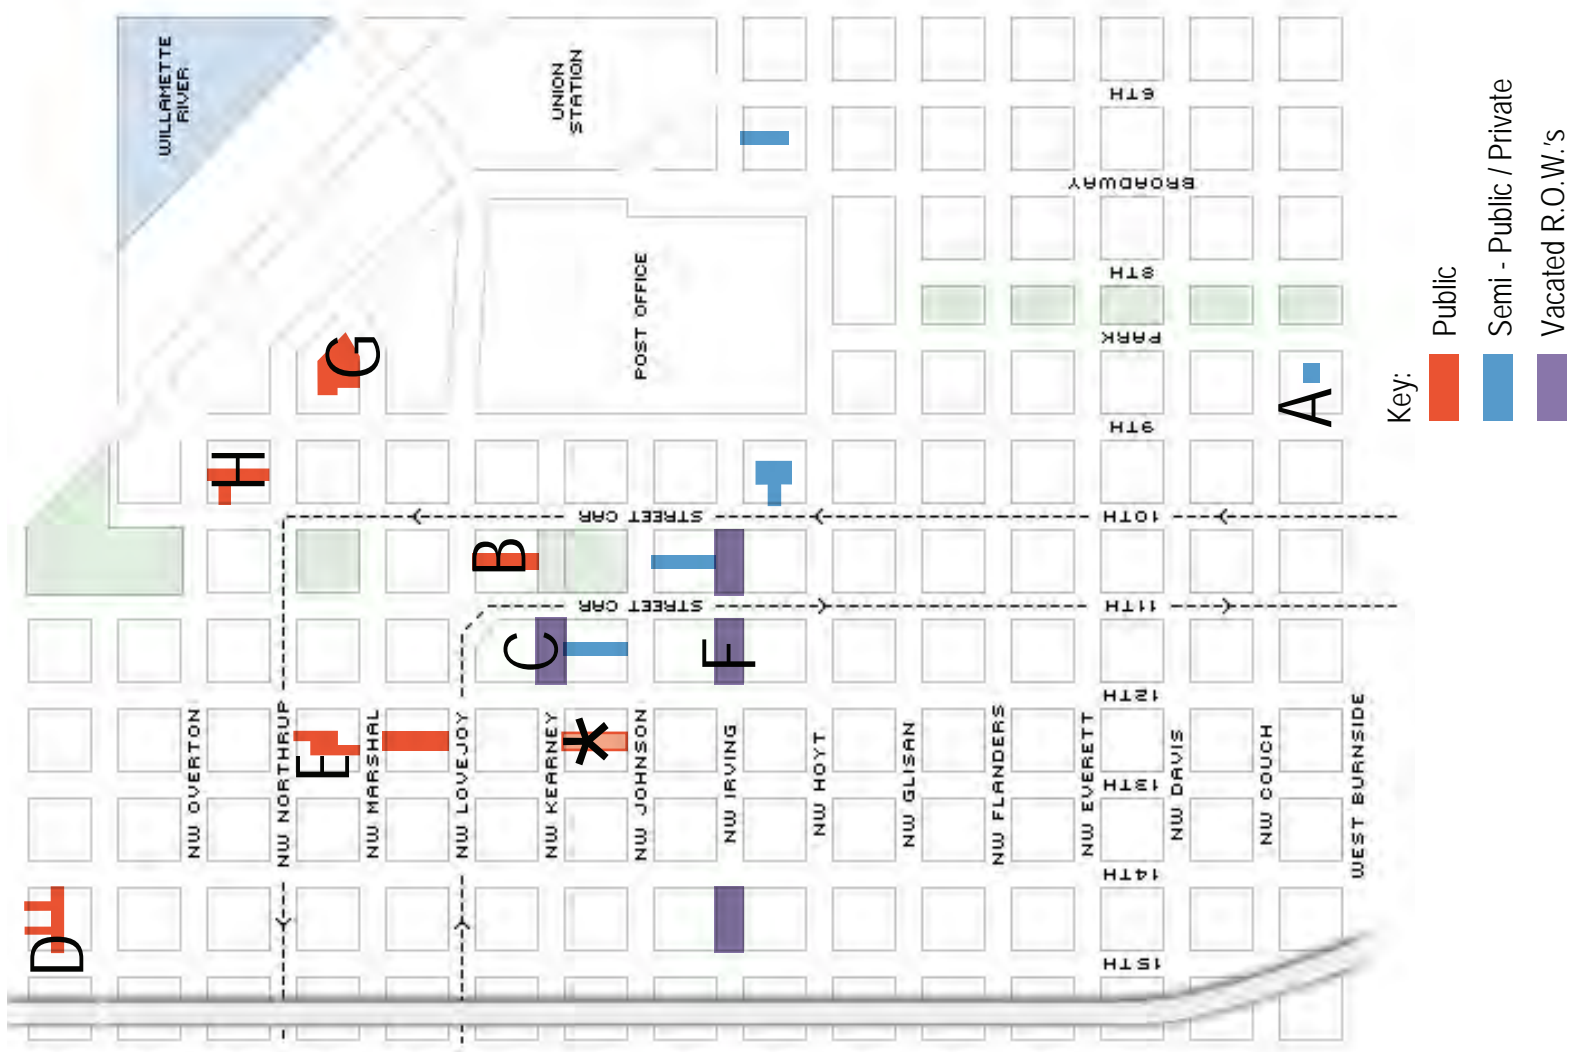 WILLAMETTE
RIVER
UNION
STATION
6TH
BROADWAY
8TH
POST OFFICE
PARK
G
A
9TH
H
STREET CAR
10TH
B
STREET CAR
11TH
C
F
12TH
NW OVERTON
NW NORTHRUP
E
NW MARSHAL
NW LOVEJOY
NW KEARNEY
*
NW JOHNSON
NW IRVING
NW HOYT
NW GLISAN
NW FLANDERS
NW EVERETT
13TH
NW DAVIS
NW COUCH
WEST BURNSIDE
14TH
D
15TH
Key:
Public
Semi - Public / Private
Vacated R.O.W.'s